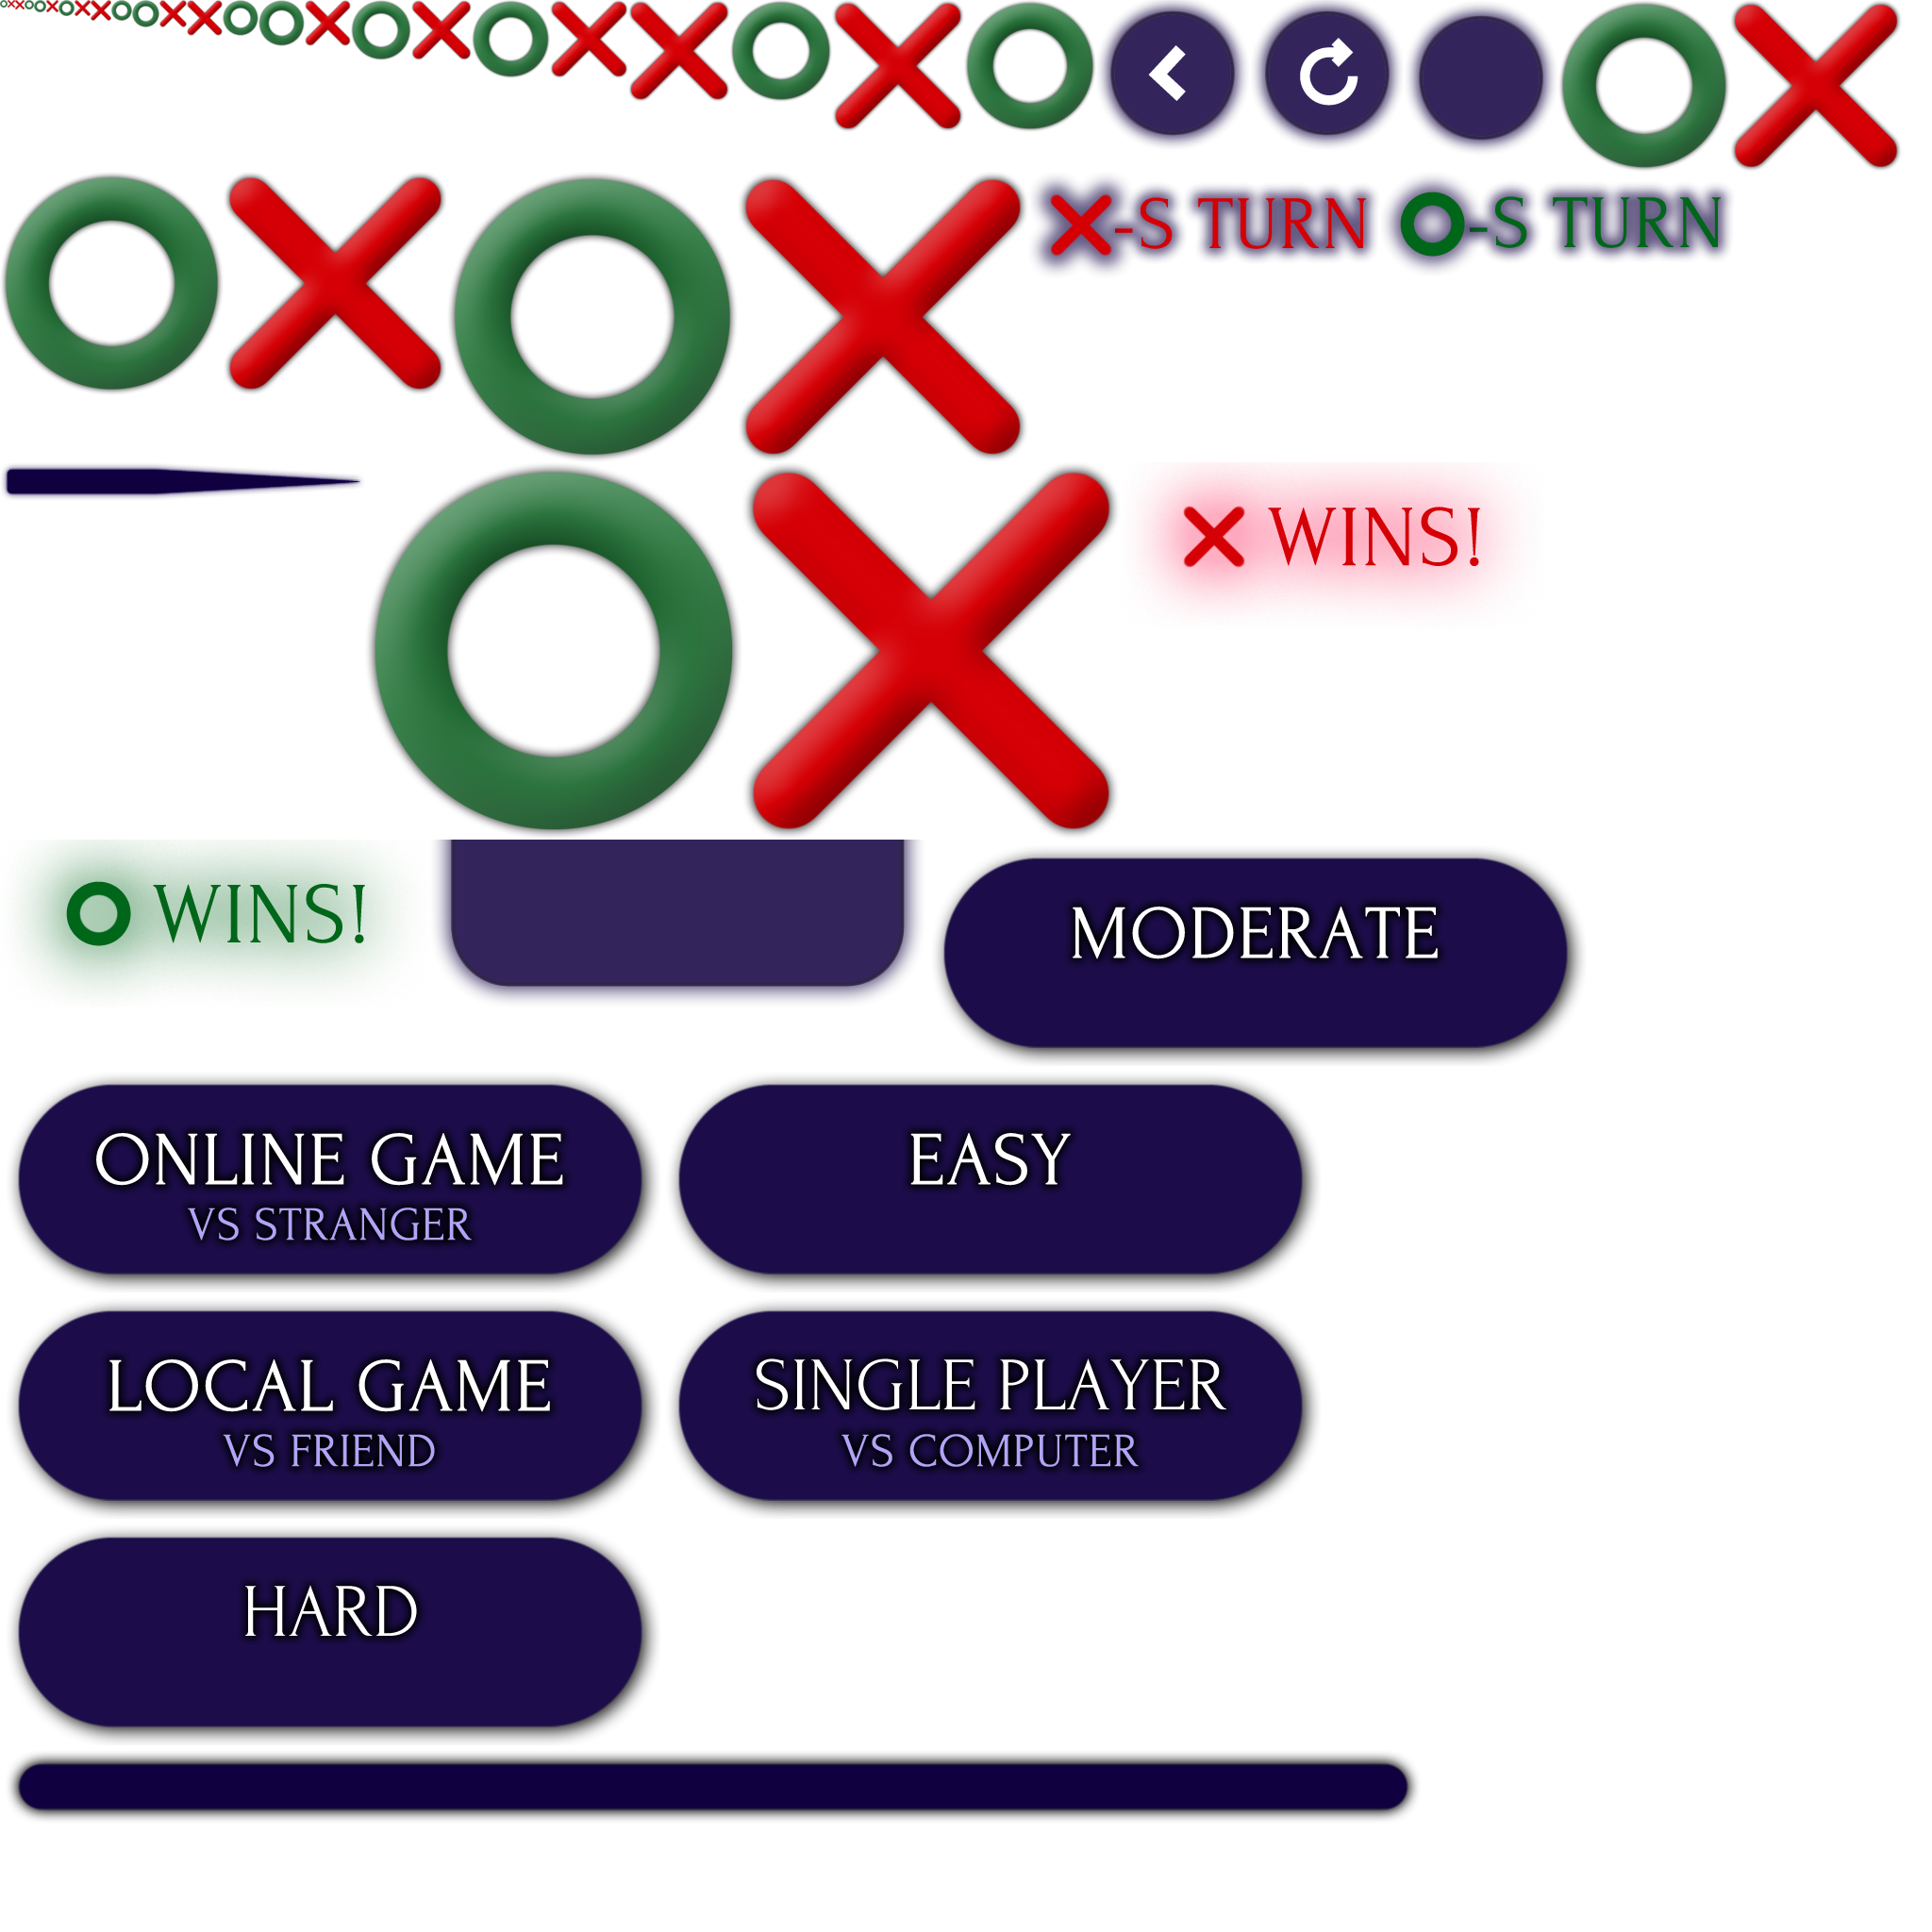 X-S TURN
O-S TURN
X WINS!
O WINS!
MODERATE
ONLINE GAME
VS STRANGER
EASY
LOCAL GAME
VS FRIEND
SINGLE PLAYER
VS COMPUTER
HARD